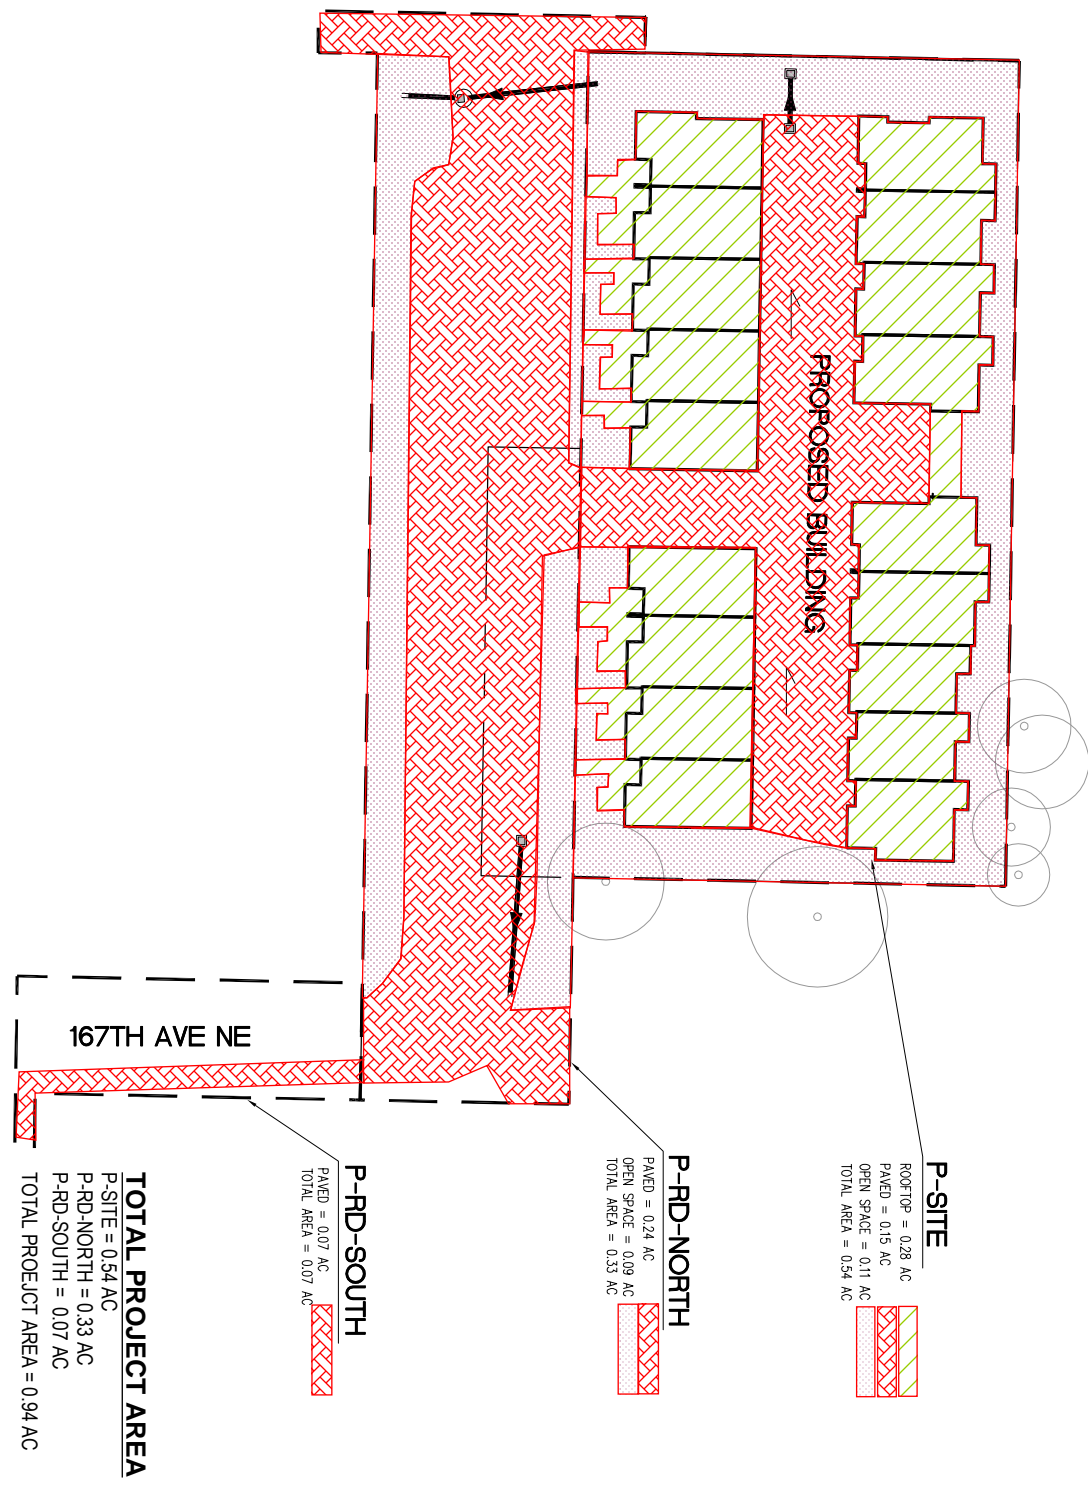 PROPOSED BUILDING
167TH AVE NE
P-SITE
ROOFTOP = 0.28 AC
PAVED = 0.15 AC
OPEN SPACE = 0.11 AC
TOTAL AREA = 0.54 AC
P-RD-NORTH
PAVED = 0.24 AC
OPEN SPACE = 0.09 AC
TOTAL AREA = 0.33 AC
P-RD-SOUTH
PAVED = 0.07 AC
TOTAL AREA = 0.07 AC
TOTAL PROJECT AREA
P-SITE = 0.54 AC
P-RD-NORTH = 0.33 AC
P-RD-SOUTH = 0.07 AC
TOTAL PROEJCT AREA = 0.94 AC